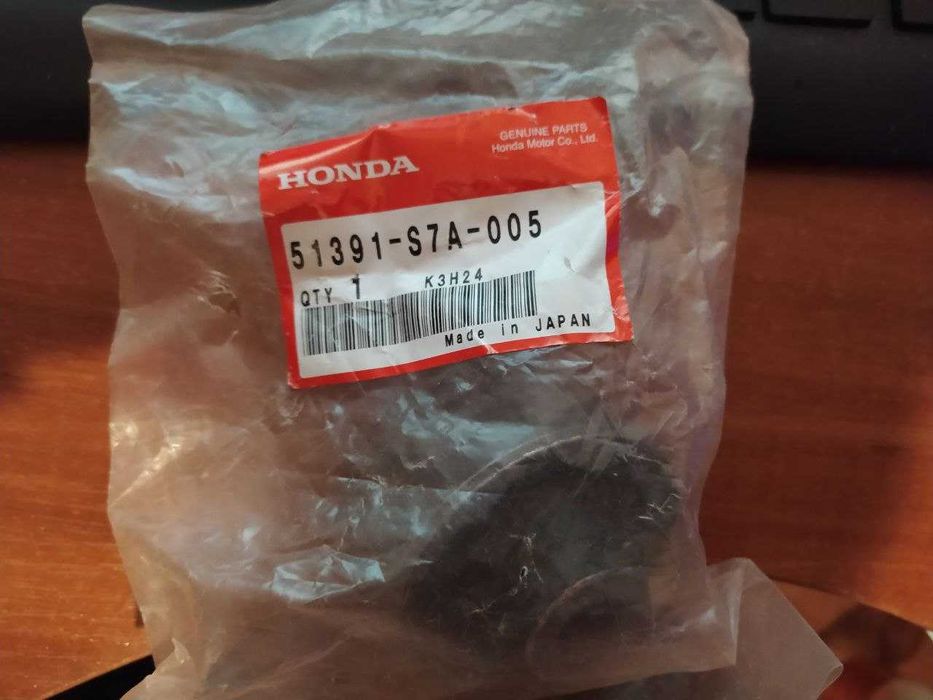 HONDA
GENUINE PARTS
Honda Motor Co., Ltd.
51391-S7A-005
QTY 1 K3H24
Made in JAPAN